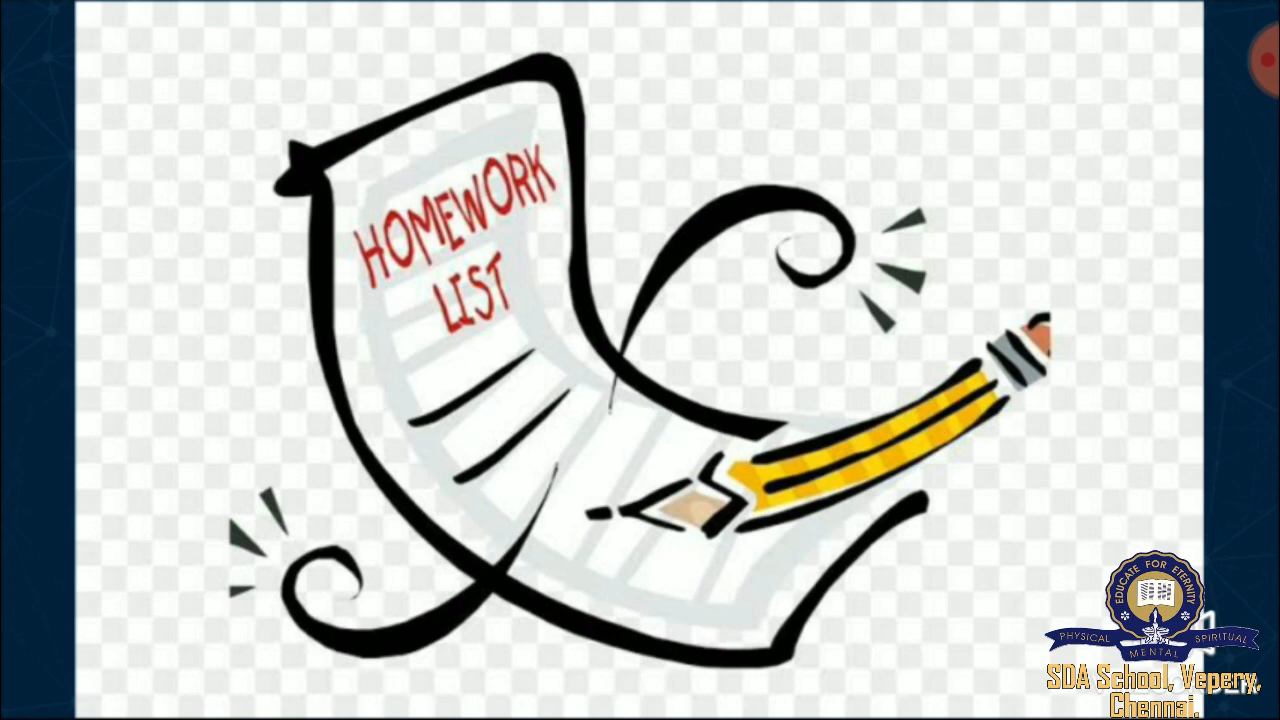 HOMEWORK
LIST
EDUCATE FOR ETERNITY
PHYSICAL
MENTAL
SPIRITUAL
SDA School, Vepery,
Chennai.